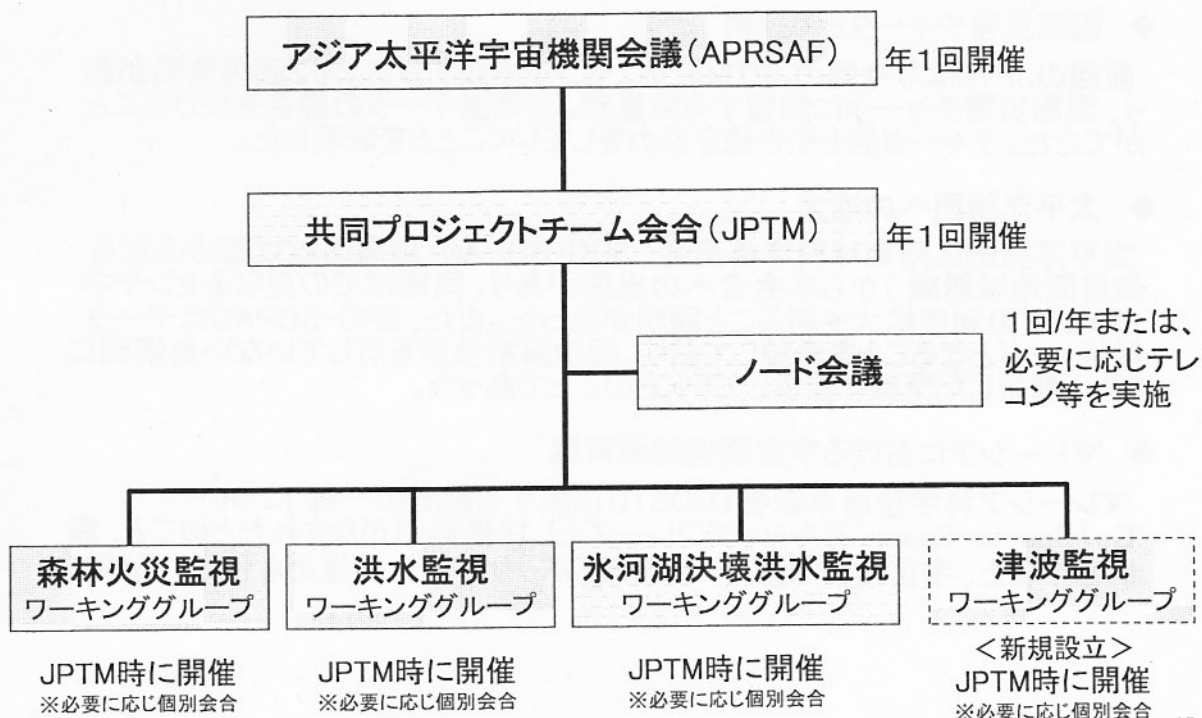 アジア太平洋宇宙機関会議(APRSAF) 年1回開催
共同プロジェクトチーム会合(JPTM) 年1回開催
ノード会議
1回/年または、
必要に応じテレ
コン等を実施
森林火災監視
ワーキンググループ
JPTM時に開催
※必要に応じ個別会合
洪水監視
ワーキンググループ
JPTM時に開催
※必要に応じ個別会合
氷河湖決壊洪水監視
ワーキンググループ
JPTM時に開催
※必要に応じ個別会合
津波監視
ワーキンググループ
<新規設立>
JPTM時に開催
※必要に応じ個別会合